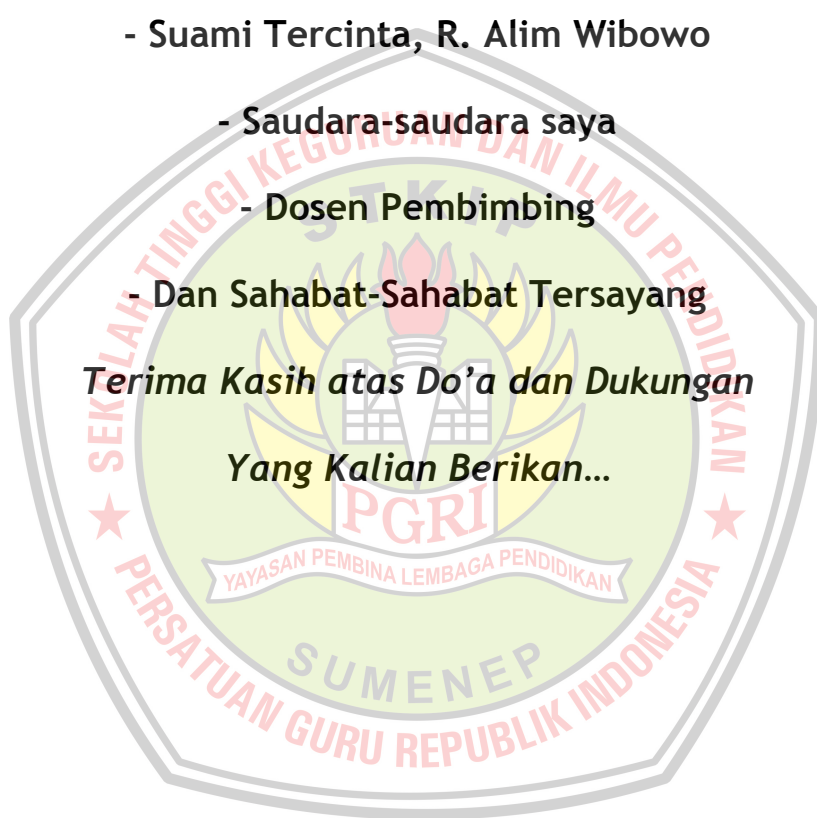 - Suami Tercinta, R. Alim Wibowo
- Saudara-saudara saya
- Dosen Pembimbing
- Dan Sahabat-Sahabat Tersayang
Terima Kasih atas Do’a dan Dukungan
Yang Kalian Berikan…
SEKOLAH TINGGI KEGURUAN DAN ILMU PENDIDIKAN
STKIP
PGRI
YAYASAN PEMBINA LEMBAGA PENDIDIKAN
SUMENEP
PERSATUAN GURU REPUBLIK INDONESIA